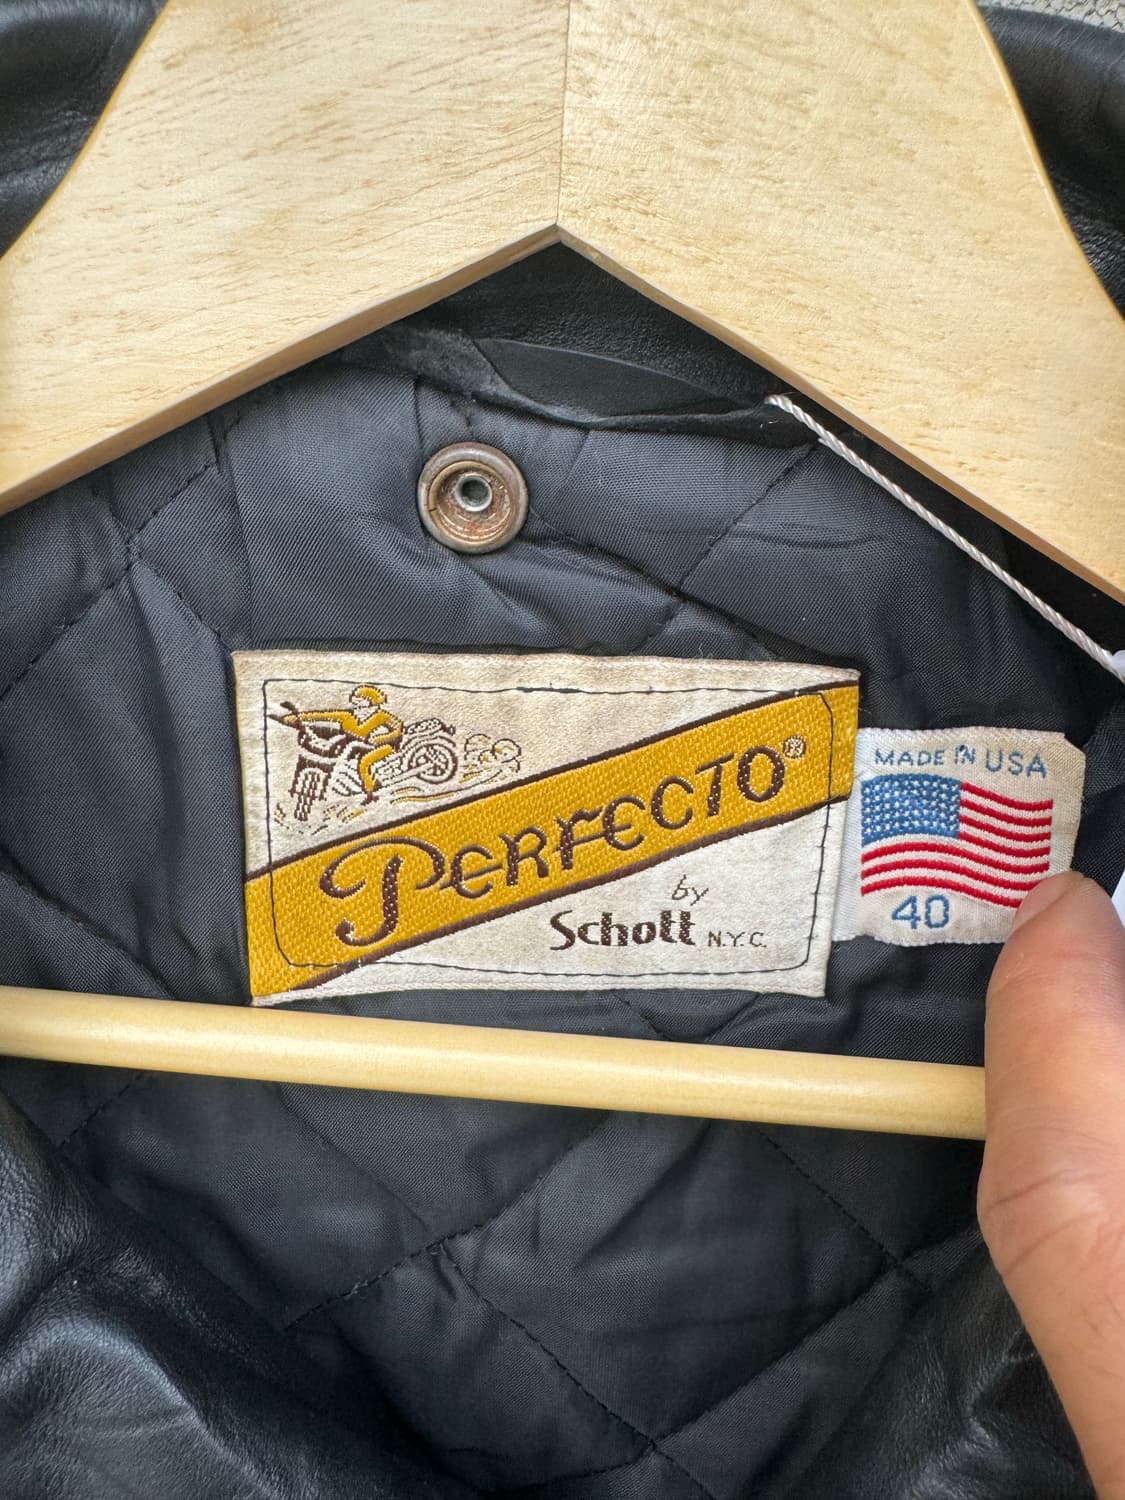 PERFECTO®
by
Schott N.Y.C.
MADE IN USA
40